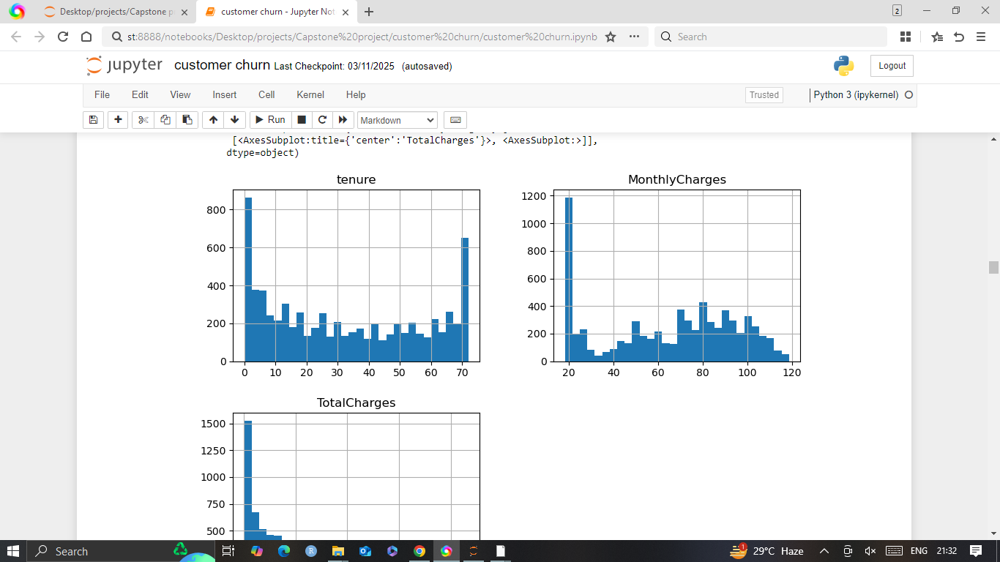 Desktop/projects/Capstone p
customer churn - Jupyter Not
2
st:8888/notebooks/Desktop/projects/Capstone%20project/customer%20churn/customer%20churn.ipynb
Search
jupyter
customer churn Last Checkpoint: 03/11/2025 (autosaved)
Logout
File Edit View Insert Cell Kernel Help
Trusted
Python 3 (ipykernel)
Run
Markdown
[<AxesSubplot:title={'center':'TotalCharges'}>, <AxesSubplot:>]],
dtype=object)
tenure
800
600
400
200
0
0 10 20 30 40 50 60 70
MonthlyCharges
1200
1000
800
600
400
200
0
20 40 60 80 100 120
TotalCharges
1500
1250
1000
750
500
Search
R
1
29°C Haze
ENG
21:32